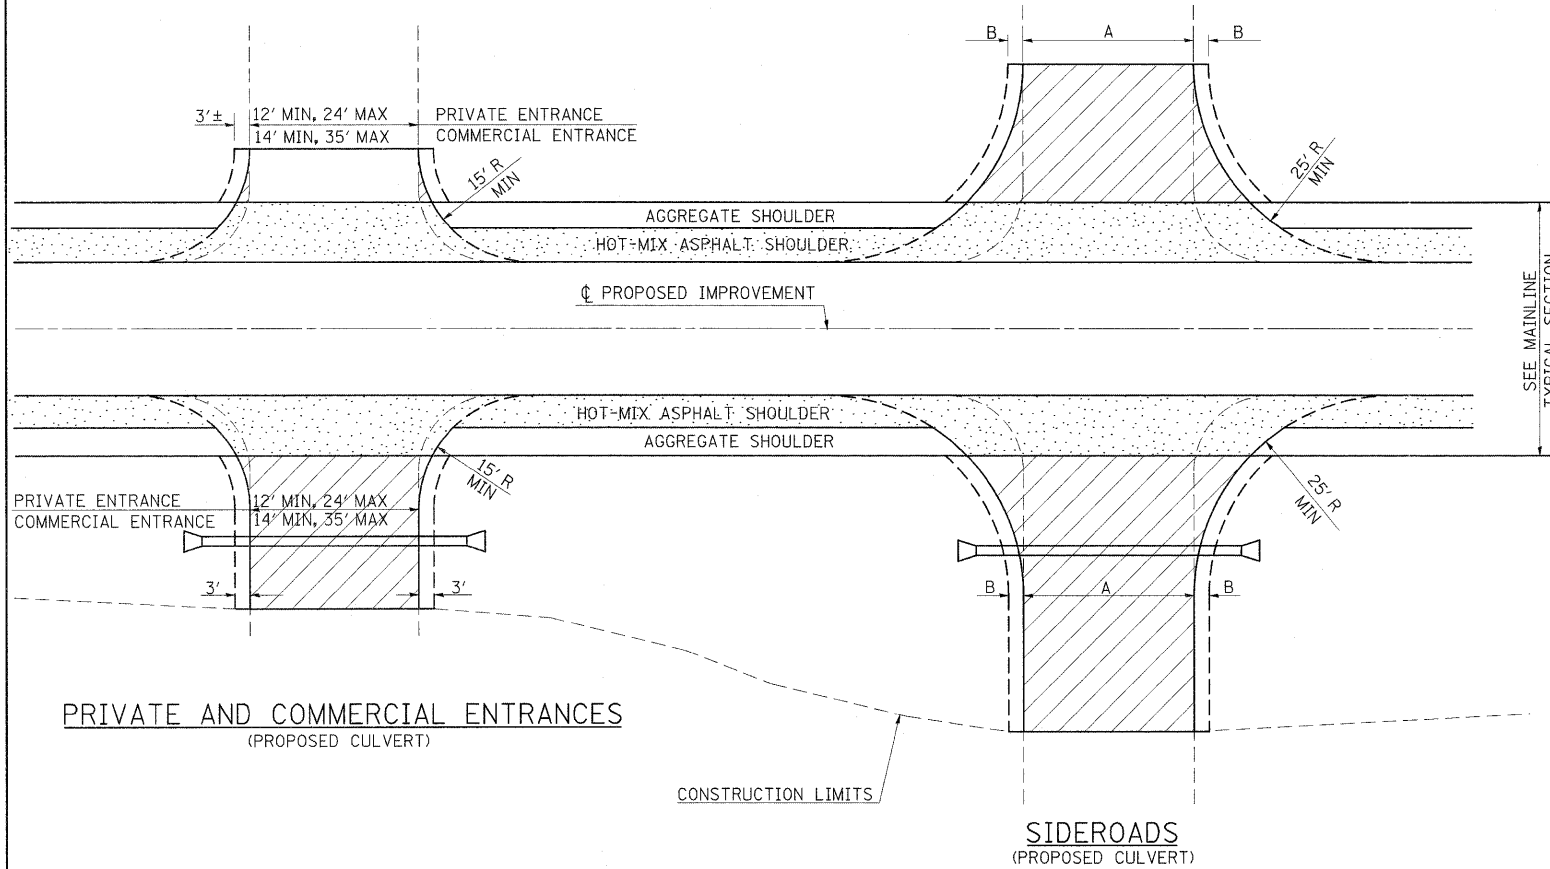 B
A
B
3'±
12' MIN, 24' MAX
PRIVATE ENTRANCE
14' MIN, 35' MAX
COMMERCIAL ENTRANCE
15' R
MIN
25' R
MIN
AGGREGATE SHOULDER
HOT-MIX ASPHALT SHOULDER
℄ PROPOSED IMPROVEMENT
SEE MAINLINE
TYPICAL SECTION
HOT-MIX ASPHALT SHOULDER
AGGREGATE SHOULDER
15' R
MIN
25' R
MIN
PRIVATE ENTRANCE
12' MIN, 24' MAX
COMMERCIAL ENTRANCE
14' MIN, 35' MAX
3'
3'
B
A
B
PRIVATE AND COMMERCIAL ENTRANCES
(PROPOSED CULVERT)
CONSTRUCTION LIMITS
SIDEROADS
(PROPOSED CULVERT)